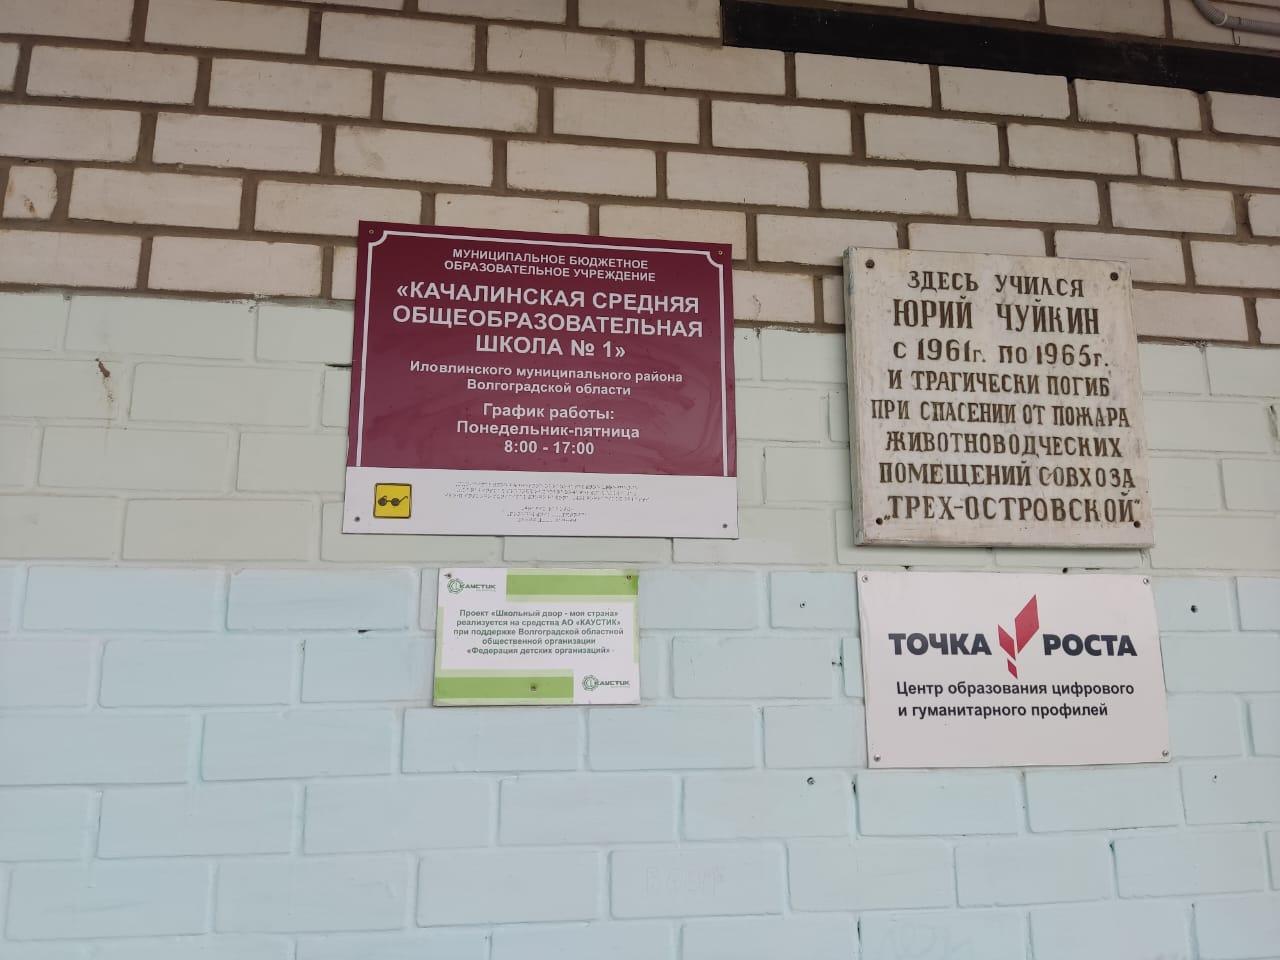 МУНИЦИПАЛЬНОЕ БЮДЖЕТНОЕ
ОБРАЗОВАТЕЛЬНОЕ УЧРЕЖДЕНИЕ
«КАЧАЛИНСКАЯ СРЕДНЯЯ
ОБЩЕОБРАЗОВАТЕЛЬНАЯ
ШКОЛА № 1»
Иловлинского муниципального района
Волгоградской области
График работы:
Понедельник-пятница
8:00 - 17:00
ЗДЕСЬ УЧИЛСЯ
ЮРИЙ ЧУЙКИН
С 1961г. ПО 1965г.
И ТРАГИЧЕСКИ ПОГИБ
ПРИ СПАСЕНИИ ОТ ПОЖАРА
ЖИВОТНОВОДЧЕСКИХ
ПОМЕЩЕНИЙ СОВХОЗА
„ТРЕХ-ОСТРОВСКОЙ"
КАУСТИК
Проект «Школьный двор - моя страна»
реализуется на средства АО «КАУСТИК»
при поддержке Волгоградской областной
общественной организации
«Федерация детских организаций»
КАУСТИК
ТОЧКА РОСТА
Центр образования цифрового
и гуманитарного профилей